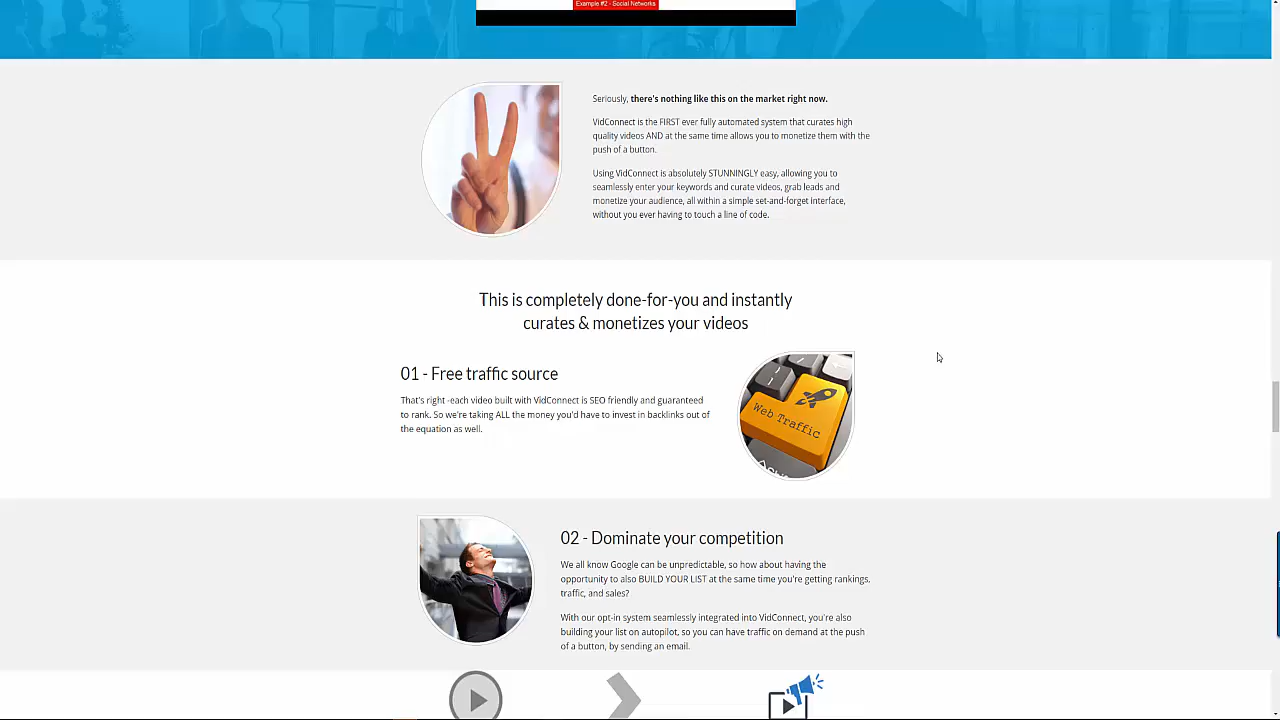 Example #2 - Social Networks
Seriously, there's nothing like this on the market right now.
VidConnect is the FIRST ever fully automated system that curates high
quality videos AND at the same time allows you to monetize them with the
push of a button.
Using VidConnect is absolutely STUNNINGLY easy, allowing you to
seamlessly enter your keywords and curate videos, grab leads and
monetize your audience, all within a simple set-and-forget interface,
without you ever having to touch a line of code.
This is completely done-for-you and instantly
curates & monetizes your videos
01 - Free traffic source
That's right -each video built with VidConnect is SEO friendly and guaranteed
to rank. So we're taking ALL the money you'd have to invest in backlinks out of
the equation as well.
Web Traffic
02 - Dominate your competition
We all know Google can be unpredictable, so how about having the
opportunity to also BUILD YOUR LIST at the same time you're getting rankings,
traffic, and sales?
With our opt-in system seamlessly integrated into VidConnect, you're also
building your list on autopilot, so you can have traffic on demand at the push
of a button, by sending an email.